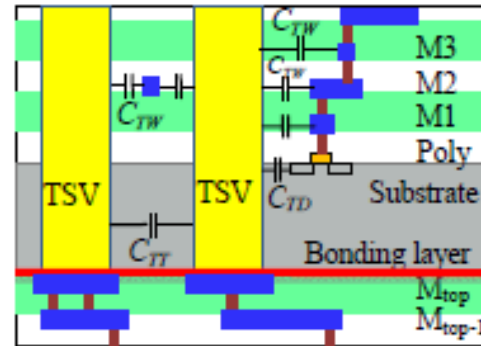 C_TW
M3
C_TW
M2
C_TW
M1
Poly
TSV
TSV
C_TD
Substrate
C_TT
Bonding layer
M_top
M_top-1